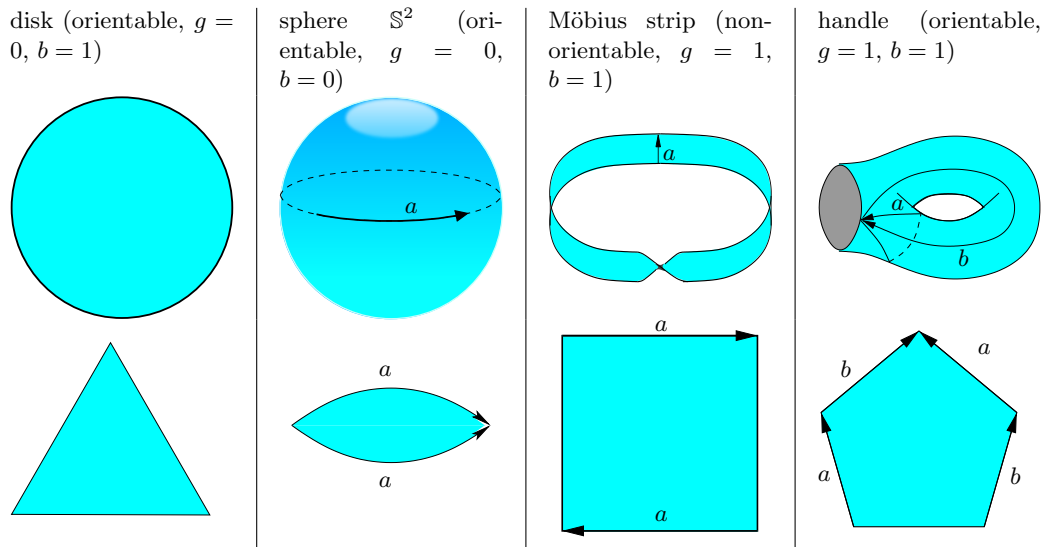 disk (orientable, g =
0, b = 1)
sphere 𝕊² (ori-
entable, g = 0,
b = 0)
Möbius strip (non-
orientable, g = 1,
b = 1)
handle (orientable,
g = 1, b = 1)
a
a
a
b
a
a
a
a
b
a
a
b